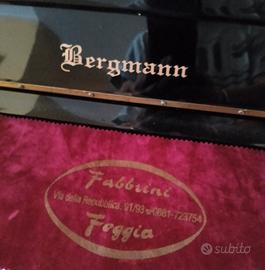 Bergmann
Fabbrini
Via della Repubblica, 91/93 ☎0881-723754
Foggia
subito